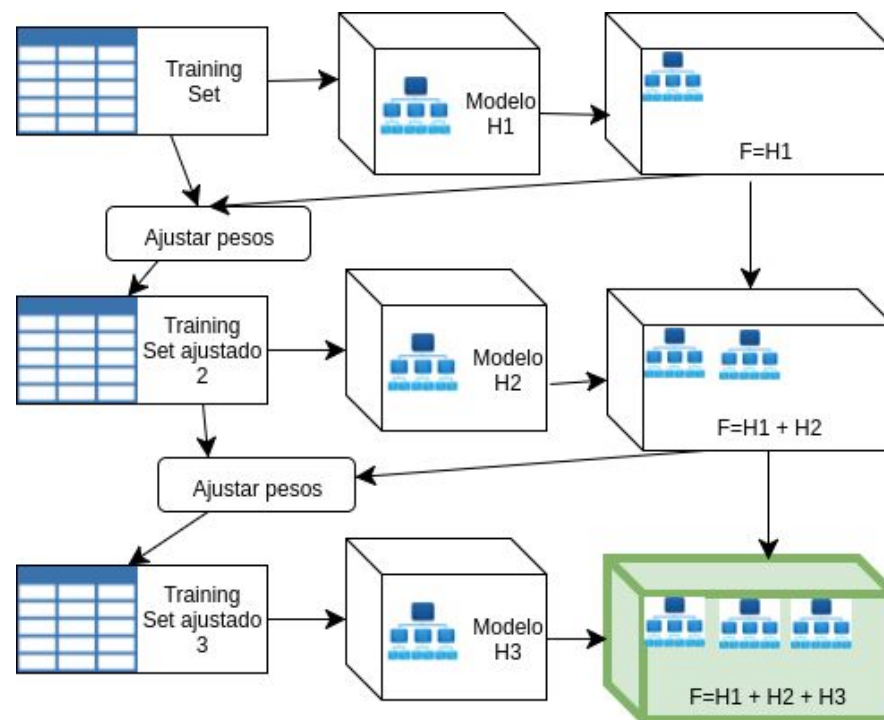 Training
Set
Modelo
H1
F=H1
Ajustar pesos
Training
Set ajustado
2
Modelo
H2
F=H1 + H2
Ajustar pesos
Training
Set ajustado
3
Modelo
H3
F=H1 + H2 + H3